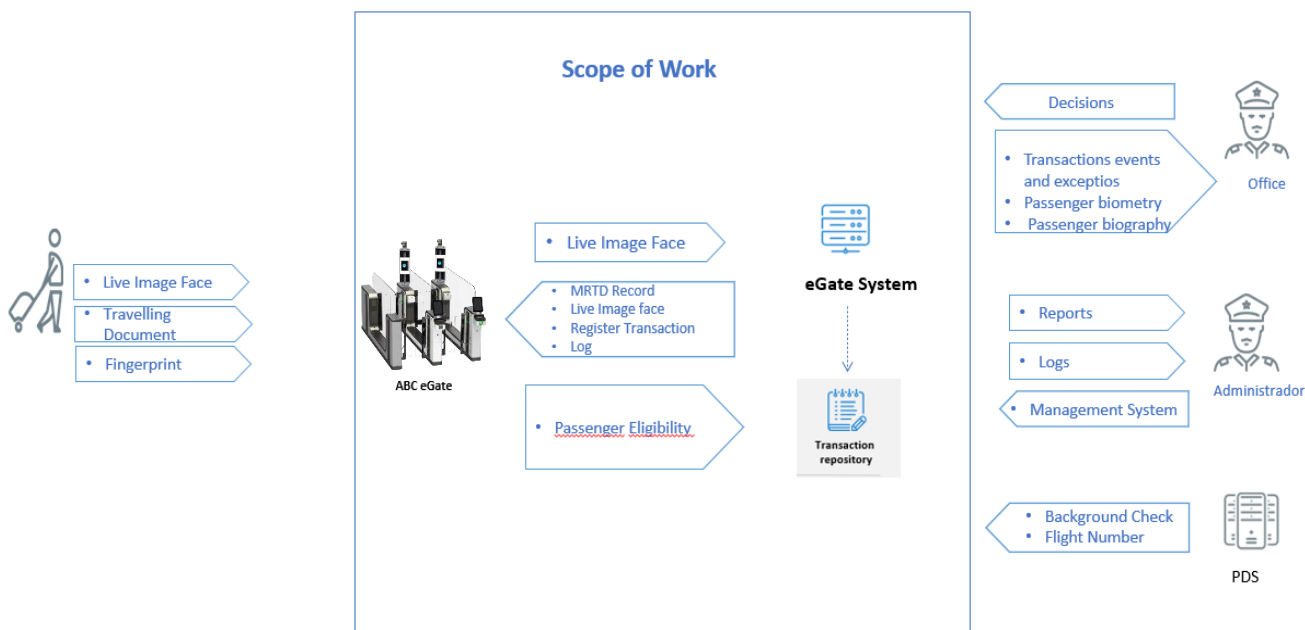 Scope of Work
Live Image Face
Travelling
Document
Fingerprint
ABC eGate
Live Image Face
MRTD Record
Live Image face
Register Transaction
Log
Passenger Eligibility
eGate System
Transaction
repository
Decisions
Transactions events
and exceptios
Passenger biometry
Passenger biography
Office
Reports
Logs
Management System
Administrador
Background Check
Flight Number
PDS